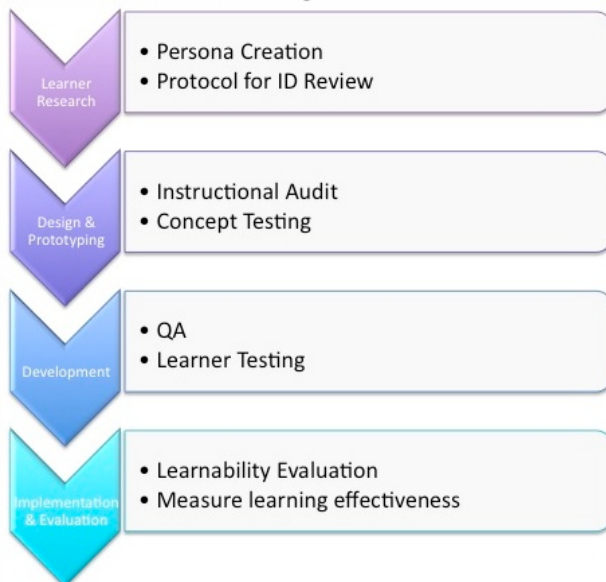 Learner
Research
• Persona Creation
• Protocol for ID Review
Design &
Prototyping
• Instructional Audit
• Concept Testing
Development
• QA
• Learner Testing
Implementation
& Evaluation
• Learnability Evaluation
• Measure learning effectiveness